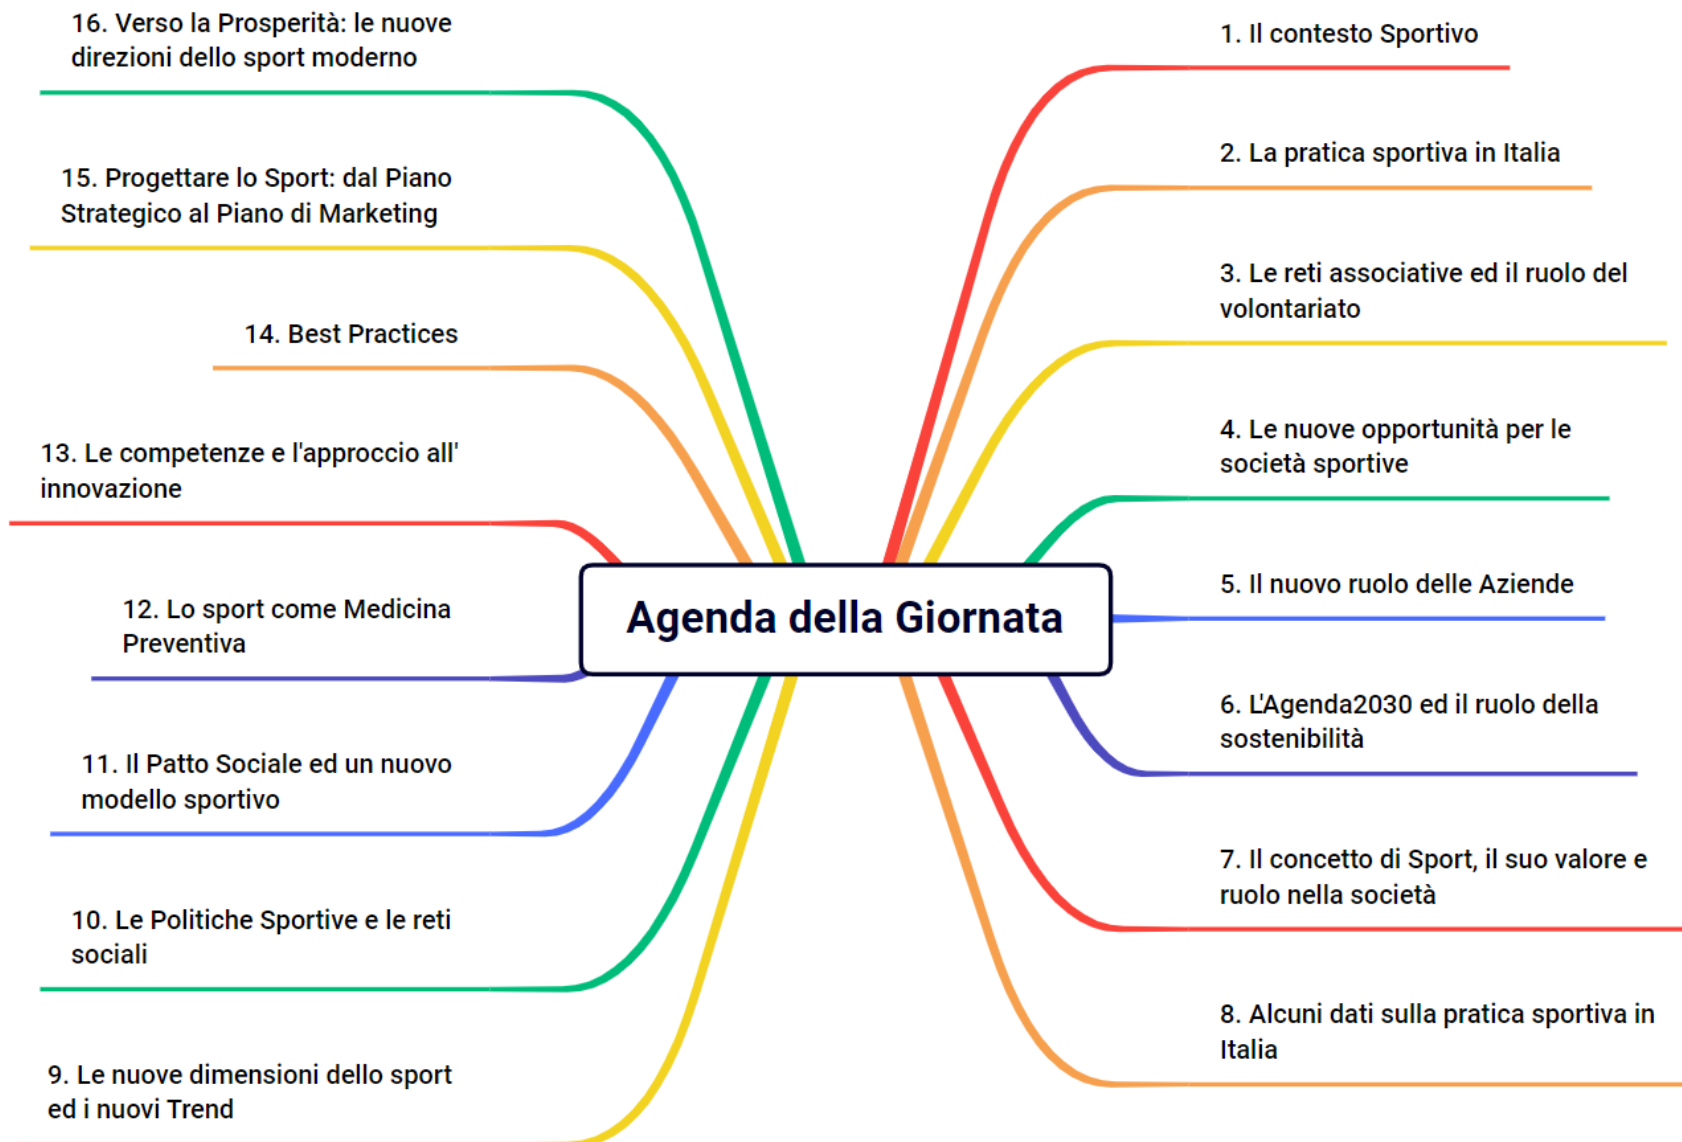 Agenda della Giornata
1. Il contesto Sportivo
2. La pratica sportiva in Italia
3. Le reti associative ed il ruolo del
volontariato
4. Le nuove opportunità per le
società sportive
5. Il nuovo ruolo delle Aziende
6. L'Agenda2030 ed il ruolo della
sostenibilità
7. Il concetto di Sport, il suo valore e
ruolo nella società
8. Alcuni dati sulla pratica sportiva in
Italia
9. Le nuove dimensioni dello sport
ed i nuovi Trend
10. Le Politiche Sportive e le reti
sociali
11. Il Patto Sociale ed un nuovo
modello sportivo
12. Lo sport come Medicina
Preventiva
13. Le competenze e l'approccio all'
innovazione
14. Best Practices
15. Progettare lo Sport: dal Piano
Strategico al Piano di Marketing
16. Verso la Prosperità: le nuove
direzioni dello sport moderno